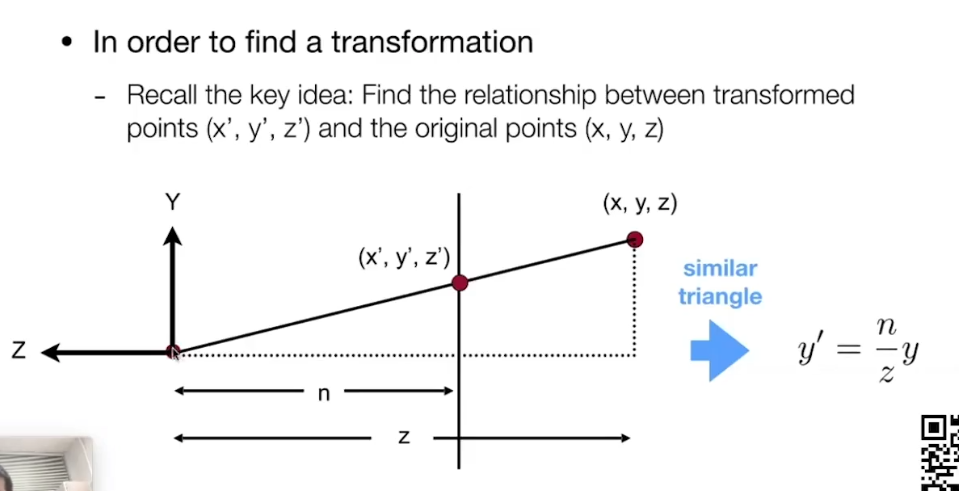 • In order to find a transformation
- Recall the key idea: Find the relationship between transformed
points (x’, y’, z’) and the original points (x, y, z)
Y
(x, y, z)
(x’, y’, z’)
similar
triangle
Z
y′ = n/z y
n
z